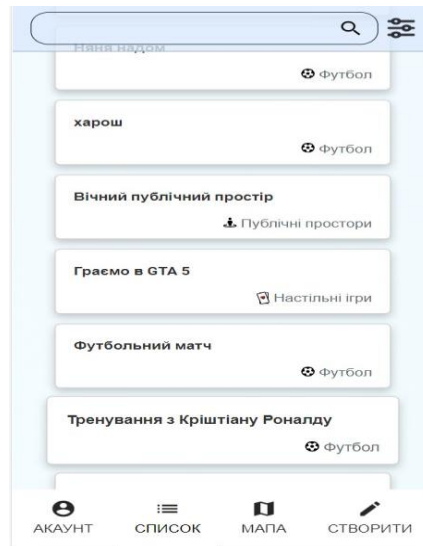 Няня надом
Футбол
харош
Футбол
Вічний публічний простір
Публічні простори
Граємо в GTA 5
Настільні ігри
Футбольний матч
Футбол
Тренування з Кріштіану Роналду
Футбол
АКАУНТ СПИСОК МАПА СТВОРИТИ